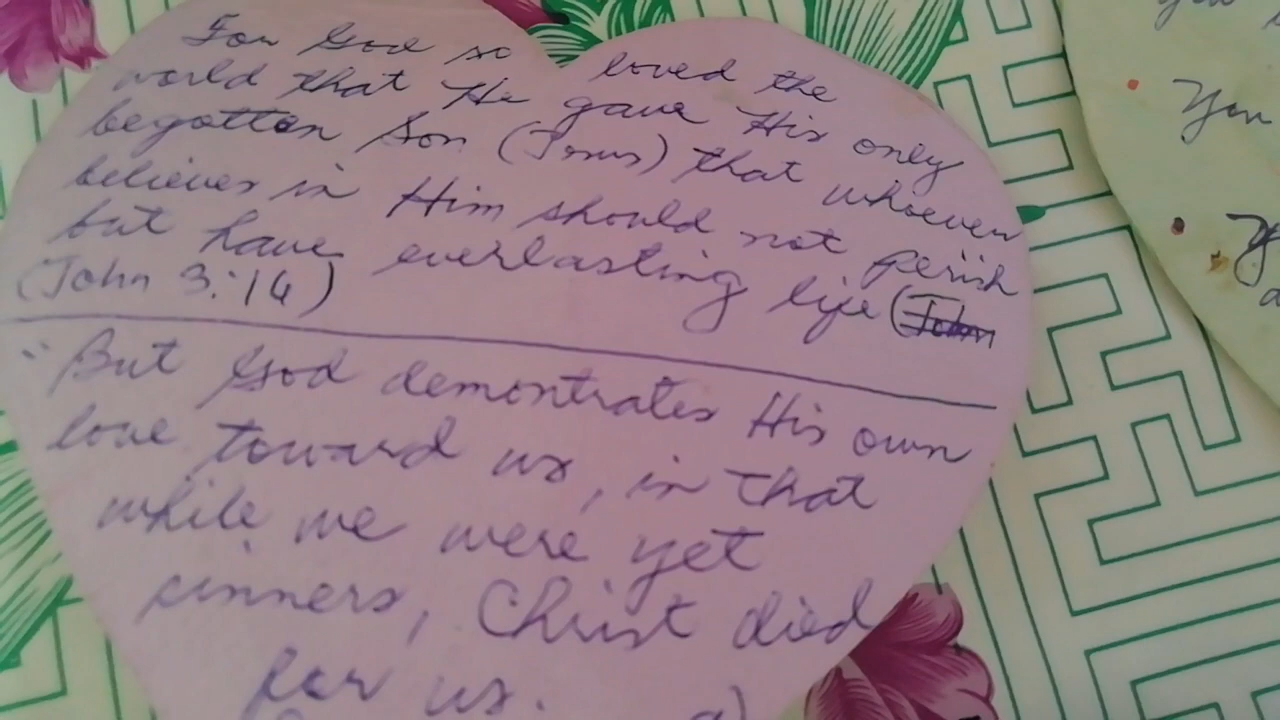 For God so loved the
world that He gave His only
begotten Son (Jesus) that whoever
believes in Him should not perish
but have everlasting life (John
(John 3:16)
"But God demontrates His own
love toward us, in that
while we were yet
sinners, Christ died
for us.
You